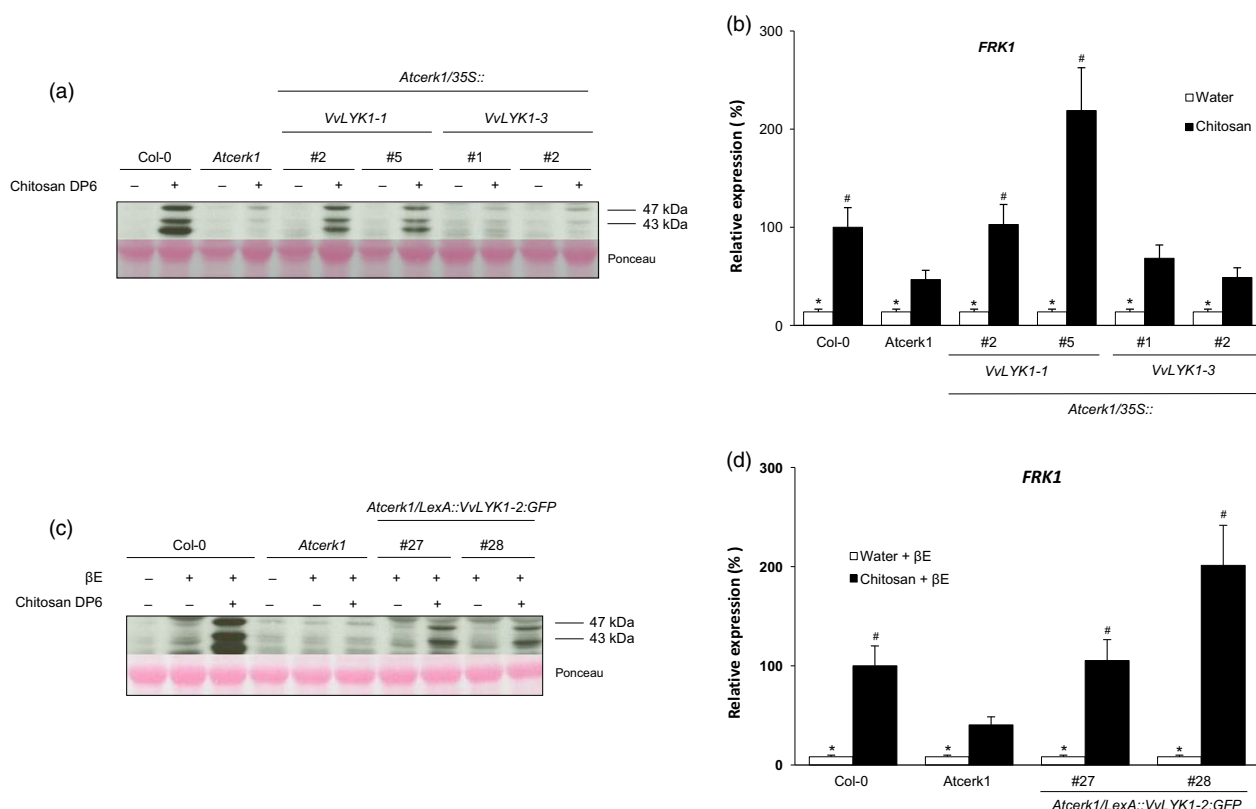 (a)
Atcerk1/35S::
VvLYK1-1 VvLYK1-3
Col-0 Atcerk1 #2 #5 #1 #2
Chitosan DP6 – + – + – + – + – + – +
47 kDa
43 kDa
Ponceau
(b)
FRK1
Relative expression ( %)
300
200
100
0
Water
Chitosan
# # #
* * * * * *
Col-0 Atcerk1 #2 #5 #1 #2
VvLYK1-1 VvLYK1-3
Atcerk1/35S::
(c)
Atcerk1/LexA::VvLYK1-2:GFP
Col-0 Atcerk1 #27 #28
βE – + + – + + + + + +
Chitosan DP6 – – + – – + – + – +
47 kDa
43 kDa
Ponceau
(d)
FRK1
Relative expression (% )
300
200
100
0
Water + βE
Chitosan + βE
# # #
* * * *
Col-0 Atcerk1 #27 #28
Atcerk1/LexA::VvLYK1-2:GFP